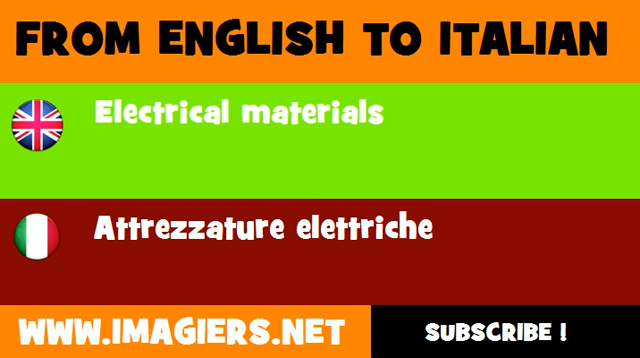 FROM ENGLISH TO ITALIAN
Electrical materials
Attrezzature elettriche
WWW.IMAGIERS.NET
SUBSCRIBE !